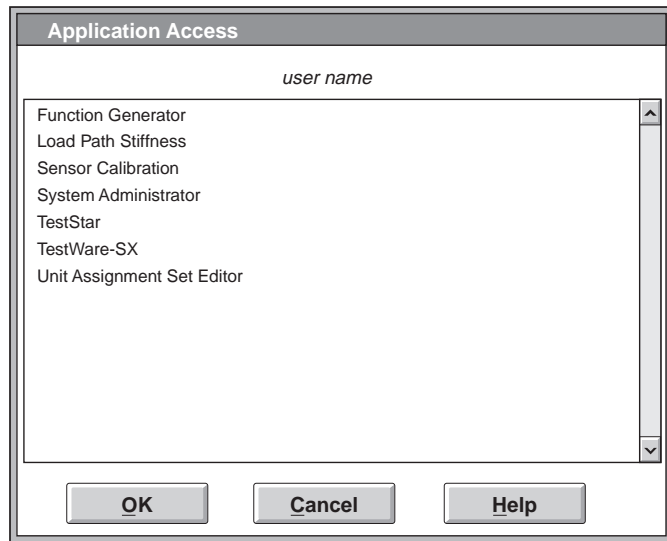 Application Access
user name
Function Generator
Load Path Stiffness
Sensor Calibration
System Administrator
TestStar
TestWare-SX
Unit Assignment Set Editor
OK Cancel Help